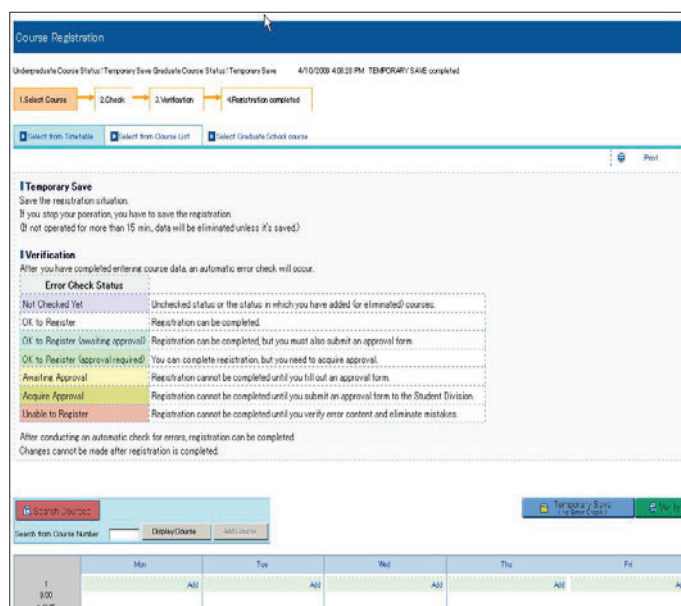 Course Registration
Undergraduate Course Status : Temporary Save Graduate Course Status : Temporary Save 4/10/2009 4:08:28 PM TEMPORARY SAVE completed
1.Select Course 2.Check 3.Verification 4.Registration completed
Select from Timetable Select from Course List Select Graduate School course
Print
Temporary Save
Save the registration situation.
If you stop your poeration, you have to save the registration.
(If not operated for more than 15 min., data will be eliminated unless it's saved.)
Verification
After you have completed entering course data, an automatic error check will occur.
Error Check Status
Not Checked Yet Unchecked status or the status in which you have added (or eliminated) courses.
OK to Register Registration can be completed.
OK to Register (awaiting approval) Registration can be completed, but you must also submit an approval form.
OK to Register (approval required) You can complete registration, but you need to acquire approval.
Awaiting Approval Registration cannot be completed until you fill out an approval form.
Acquire Approval Registration cannot be completed until you submit an approval form to the Student Division.
Unable to Register Registration cannot be completed until you verify error content and eliminate mistakes.
After conducting an automatic check for errors, registration can be completed.
Changes cannot be made after registration is completed.
Search Courses Temporary Save
Search from Course Number Display Course Add Course
Mon Tue Wed Thu Fri
1 Add Add Add Add
9:00